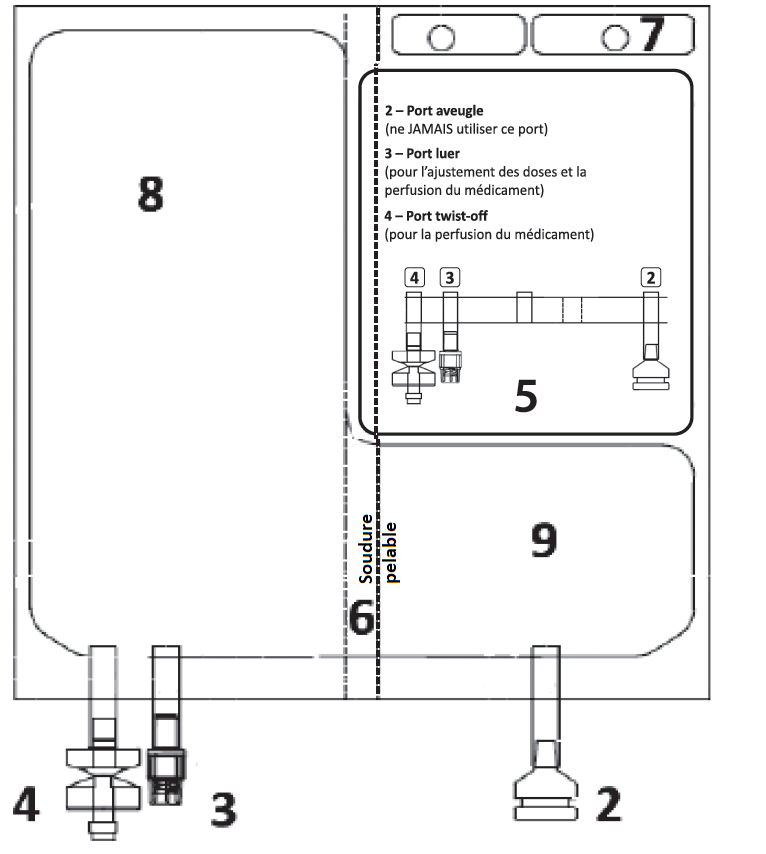 7
2 – Port aveugle
(ne JAMAIS utiliser ce port)
3 – Port luer
(pour l'ajustement des doses et la
perfusion du médicament)
4 – Port twist-off
(pour la perfusion du médicament)
8
4 3 2
5
Soudure
pelable
9
6
4 3 2